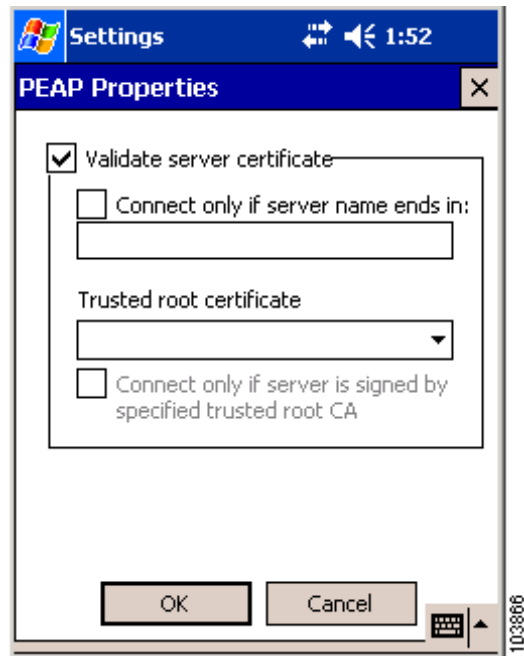 Settings 1:52
PEAP Properties
Validate server certificate
Connect only if server name ends in:
Trusted root certificate
Connect only if server is signed by
specified trusted root CA
OK Cancel
103866